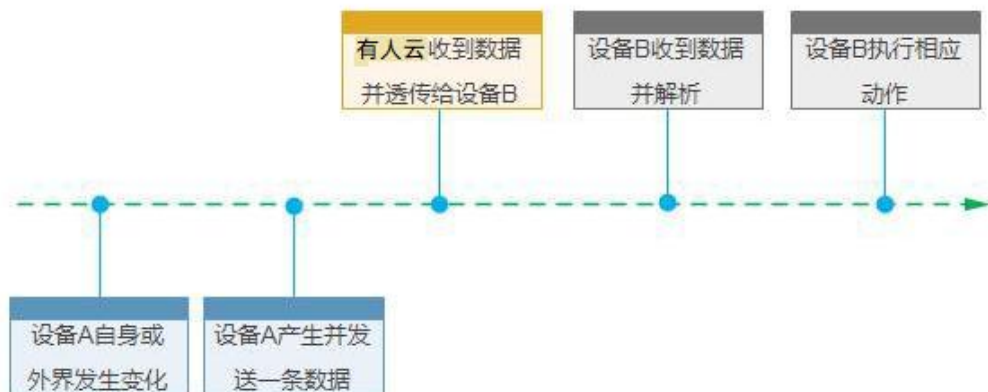 有人云收到数据
并透传给设备B
设备B收到数据
并解析
设备B执行相应
动作
设备A自身或
外界发生变化
设备A产生并发
送一条数据